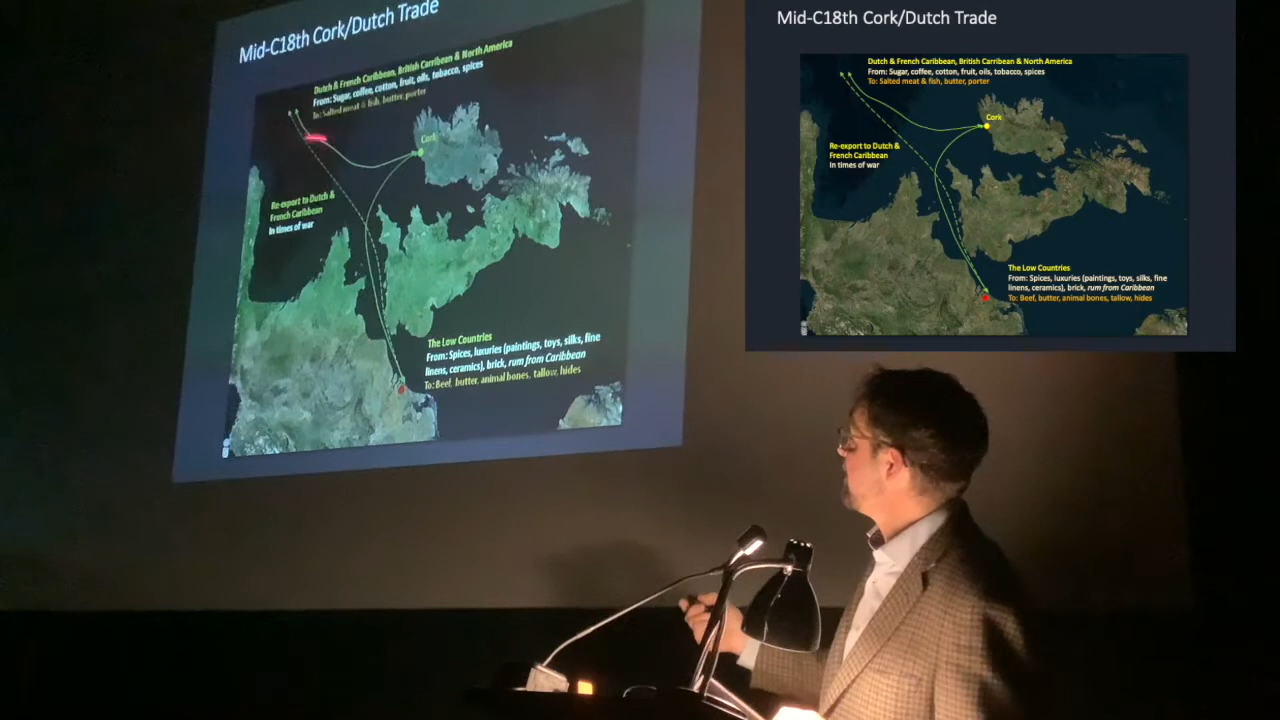 Mid-C18th Cork/Dutch Trade
Dutch & French Caribbean, British Carribean & North America
From: Sugar, coffee, cotton, fruit, oils, tobacco, spices
To: Salted meat & fish, butter, porter
Cork
Re-export to Dutch &
French Caribbean
In times of war
The Low Countries
From: Spices, luxuries (paintings, toys, silks, fine
linens, ceramics), brick, rum from Caribbean
To: Beef, butter, animal bones, tallow, hides
Mid-C18th Cork/Dutch Trade
Dutch & French Caribbean, British Carribean & North America
From: Sugar, coffee, cotton, fruit, oils, tobacco, spices
To: Salted meat & fish, butter, porter
Cork
Re-export to Dutch &
French Caribbean
In times of war
The Low Countries
From: Spices, luxuries (paintings, toys, silks, fine
linens, ceramics), brick, rum from Caribbean
To: Beef, butter, animal bones, tallow, hides